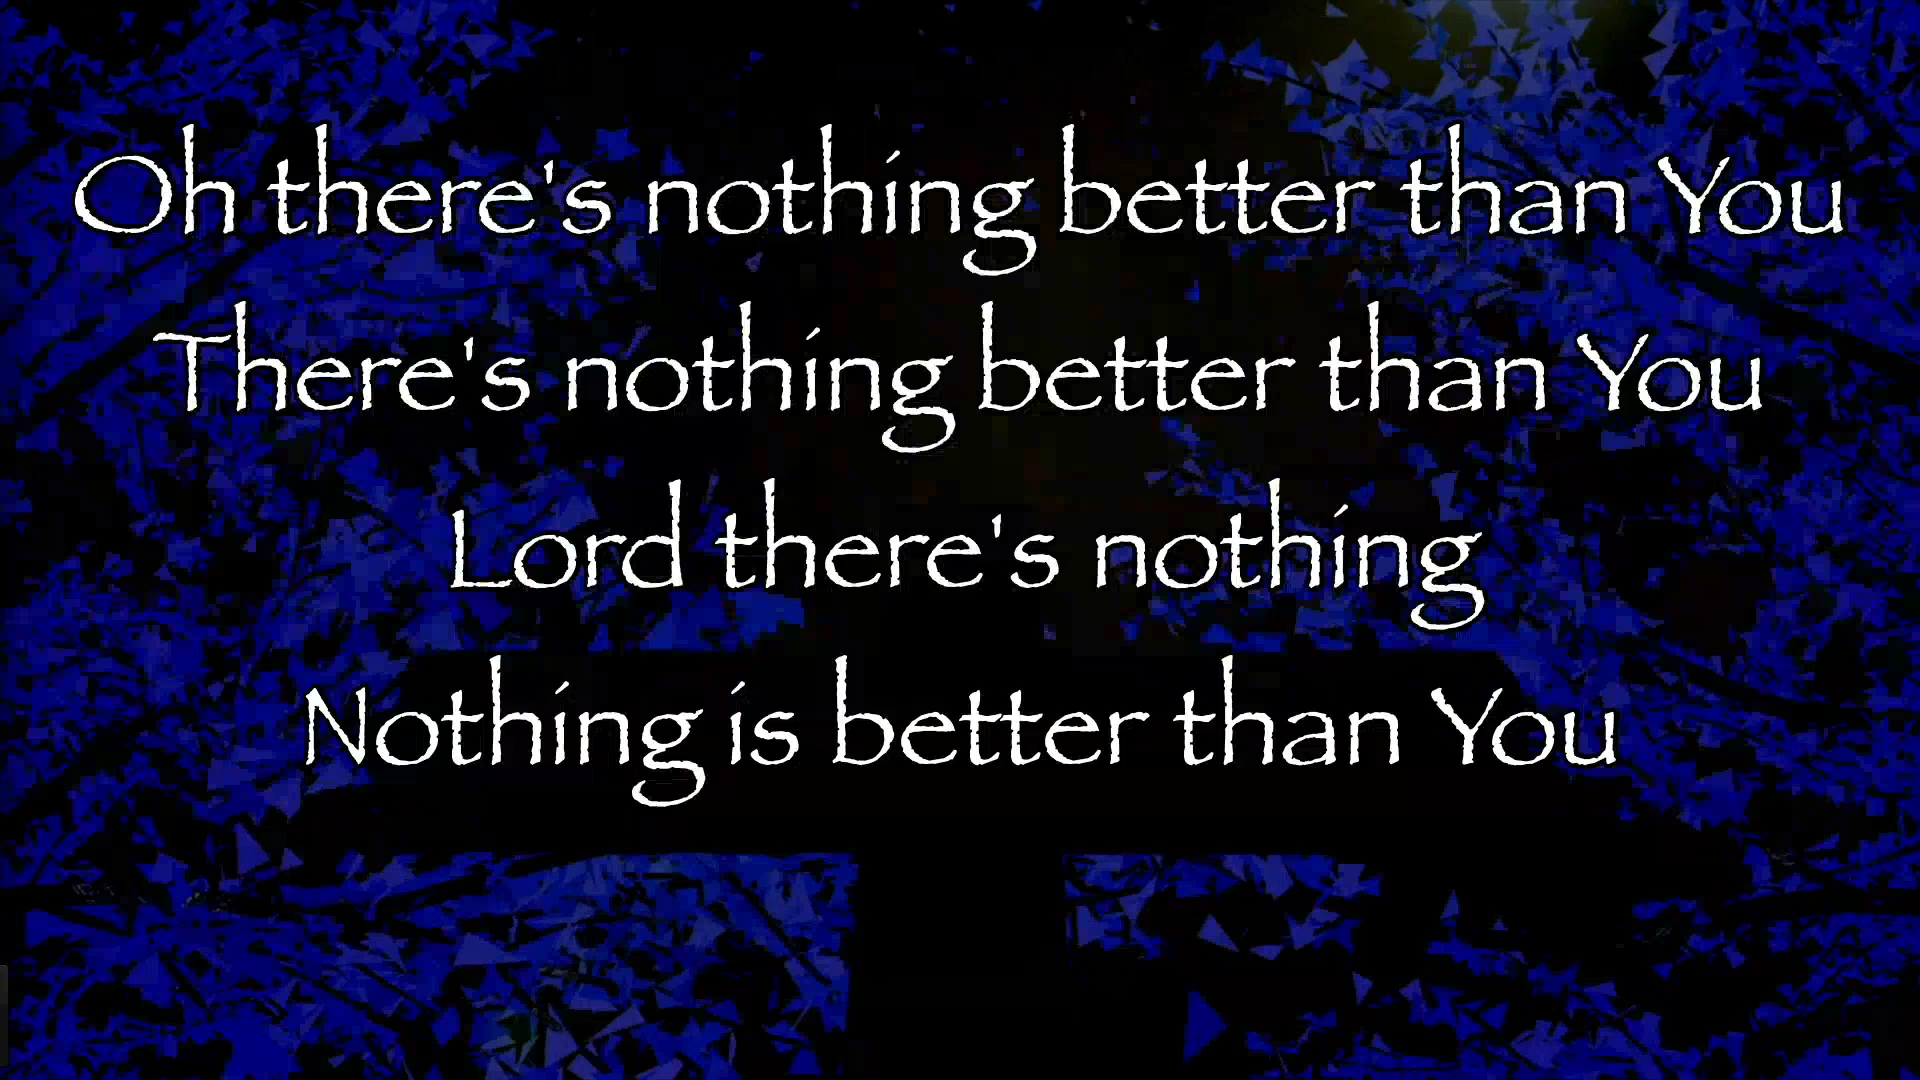 Oh there's nothing better than You
There's nothing better than You
Lord there's nothing
Nothing is better than You